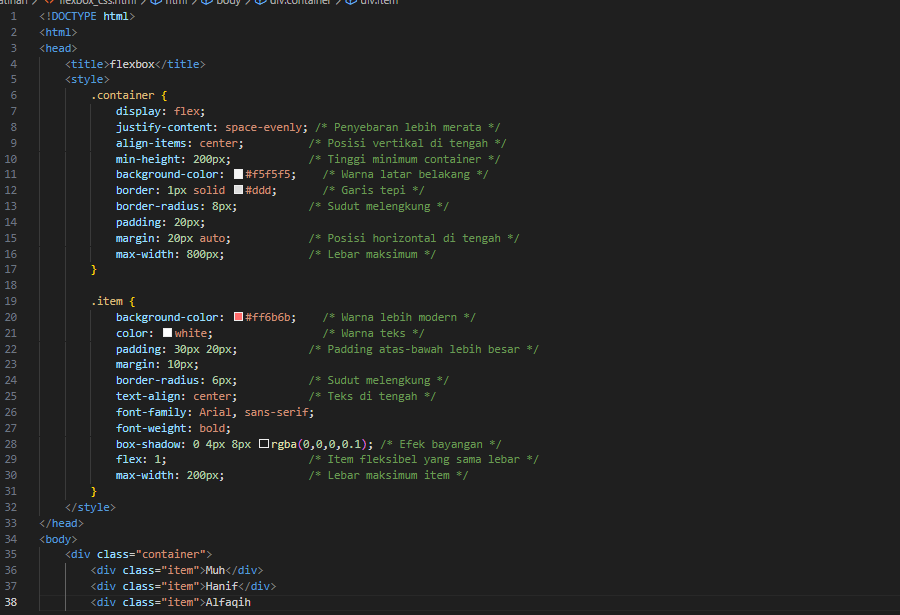 flexbox_css.html > html > body > div.container > div.item
1 <!DOCTYPE html>
2 <html>
3 <head>
4 <title>flexbox</title>
5 <style>
6 .container {
7 display: flex;
8 justify-content: space-evenly; /* Penyebaran lebih merata */
9 align-items: center; /* Posisi vertikal di tengah */
10 min-height: 200px; /* Tinggi minimum container */
11 background-color: #f5f5f5; /* Warna latar belakang */
12 border: 1px solid #ddd; /* Garis tepi */
13 border-radius: 8px; /* Sudut melengkung */
14 padding: 20px;
15 margin: 20px auto; /* Posisi horizontal di tengah */
16 max-width: 800px; /* Lebar maksimum */
17 }
18
19 .item {
20 background-color: #ff6b6b; /* Warna lebih modern */
21 color: white; /* Warna teks */
22 padding: 30px 20px; /* Padding atas-bawah lebih besar */
23 margin: 10px;
24 border-radius: 6px; /* Sudut melengkung */
25 text-align: center; /* Teks di tengah */
26 font-family: Arial, sans-serif;
27 font-weight: bold;
28 box-shadow: 0 4px 8px rgba(0,0,0,0.1); /* Efek bayangan */
29 flex: 1; /* Item fleksibel yang sama lebar */
30 max-width: 200px; /* Lebar maksimum item */
31 }
32 </style>
33 </head>
34 <body>
35 <div class="container">
36 <div class="item">Muh</div>
37 <div class="item">Hanif</div>
38 <div class="item">Alfaqih